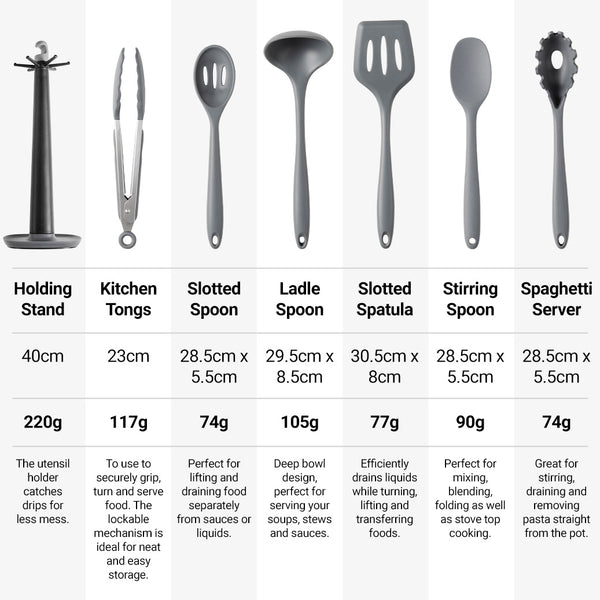 Holding Stand
Kitchen Tongs
Slotted Spoon
Ladle Spoon
Slotted Spatula
Stirring Spoon
Spaghetti Server
40cm
23cm
28.5cm x 5.5cm
29.5cm x 8.5cm
30.5cm x 8cm
28.5cm x 5.5cm
28.5cm x 5.5cm
220g
117g
74g
105g
77g
90g
74g
The utensil
holder
catches
drips for
less mess.
To use to
securely grip,
turn and serve
food. The
lockable
mechanism is
ideal for neat
and easy
storage.
Perfect for
lifting and
draining food
separately
from sauces or
liquids.
Deep bowl
design,
perfect for
serving your
soups, stews
and sauces.
Efficiently
drains liquids
while turning,
lifting and
transferring
foods.
Perfect for
mixing,
blending,
folding as well
as stove top
cooking.
Great for
stirring,
draining and
removing
pasta straight
from the pot.